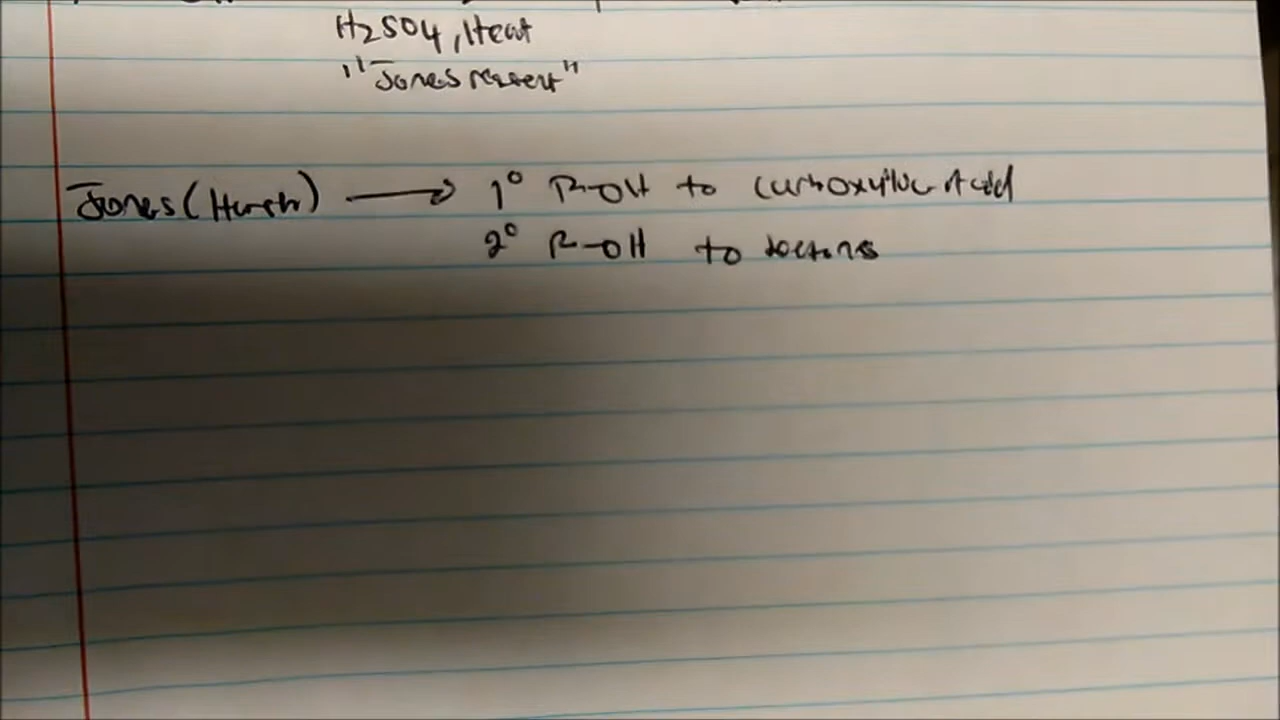 H2SO4, Heat
"Jones reagent"
Jones (Harsh) → 1° R-OH to carboxylic Acid
2° R-OH to ketones